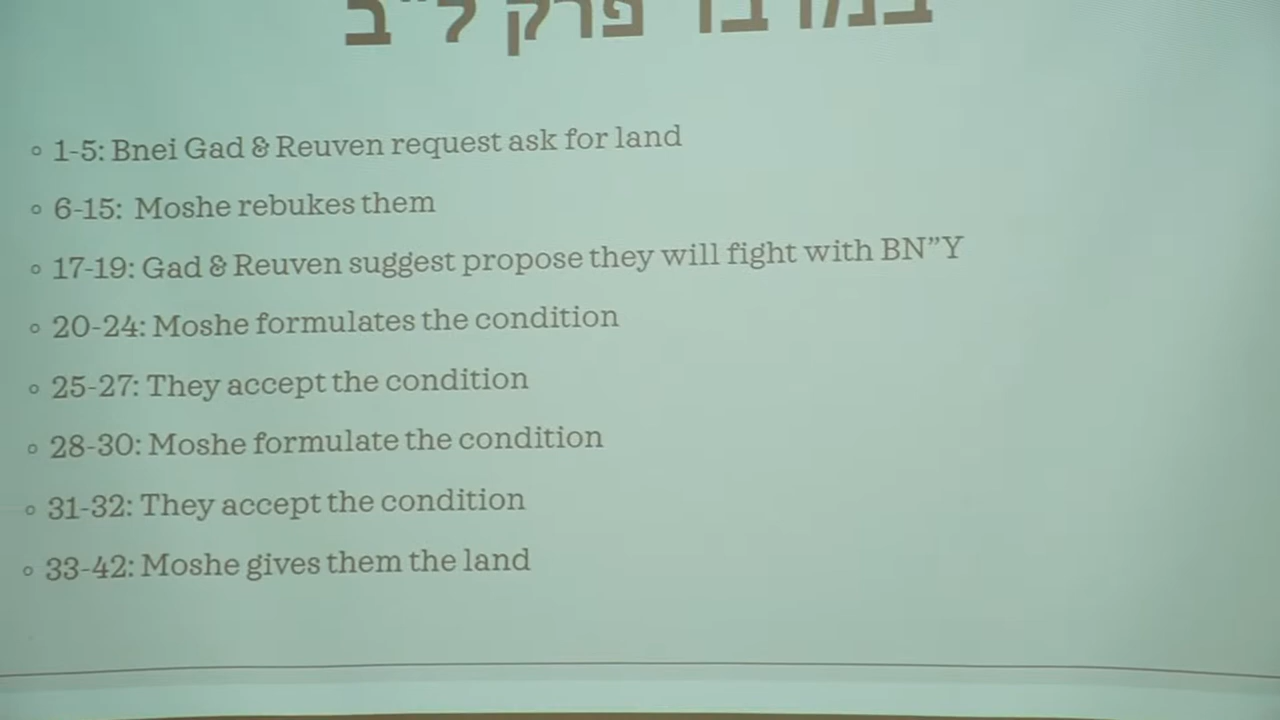 במדבר פרק ל״ב
1-5: Bnei Gad & Reuven request ask for land
6-15: Moshe rebukes them
17-19: Gad & Reuven suggest propose they will fight with BN”Y
20-24: Moshe formulates the condition
25-27: They accept the condition
28-30: Moshe formulate the condition
31-32: They accept the condition
33-42: Moshe gives them the land